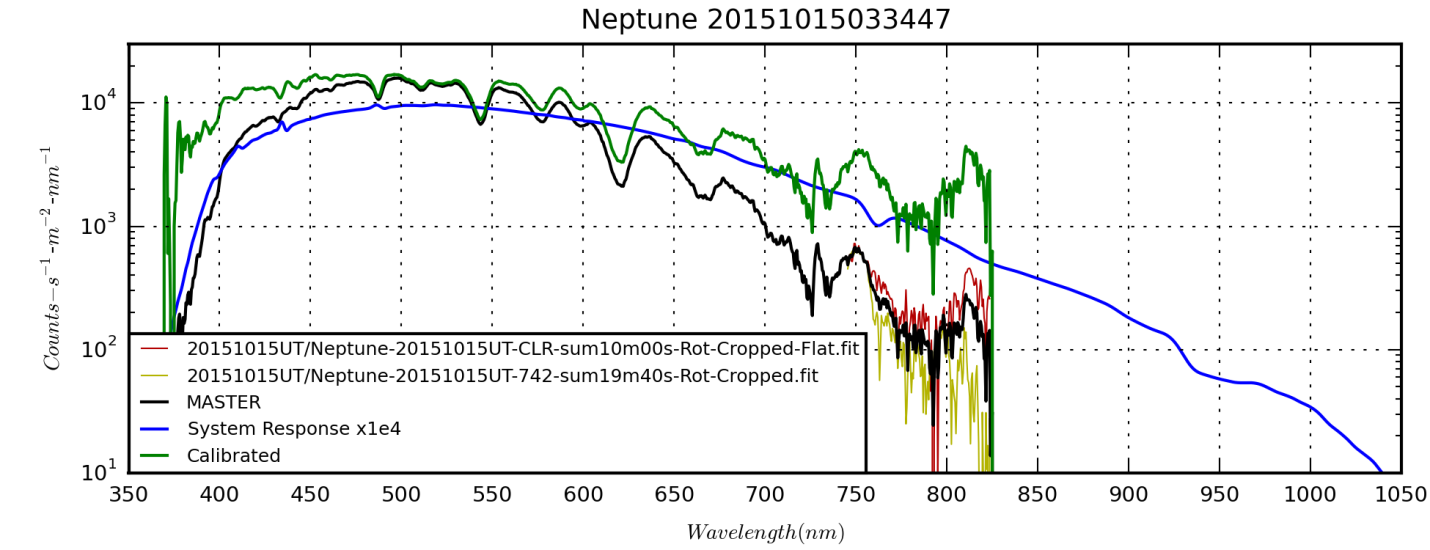 Neptune 20151015033447
10^4
10^3
10^2
10^1
Counts−s^−1-m^−2-nm^−1
20151015UT/Neptune-20151015UT-CLR-sum10m00s-Rot-Cropped-Flat.fit
20151015UT/Neptune-20151015UT-742-sum19m40s-Rot-Cropped.fit
MASTER
System Response x1e4
Calibrated
350 400 450 500 550 600 650 700 750 800 850 900 950 1000 1050
Wavelength(nm)